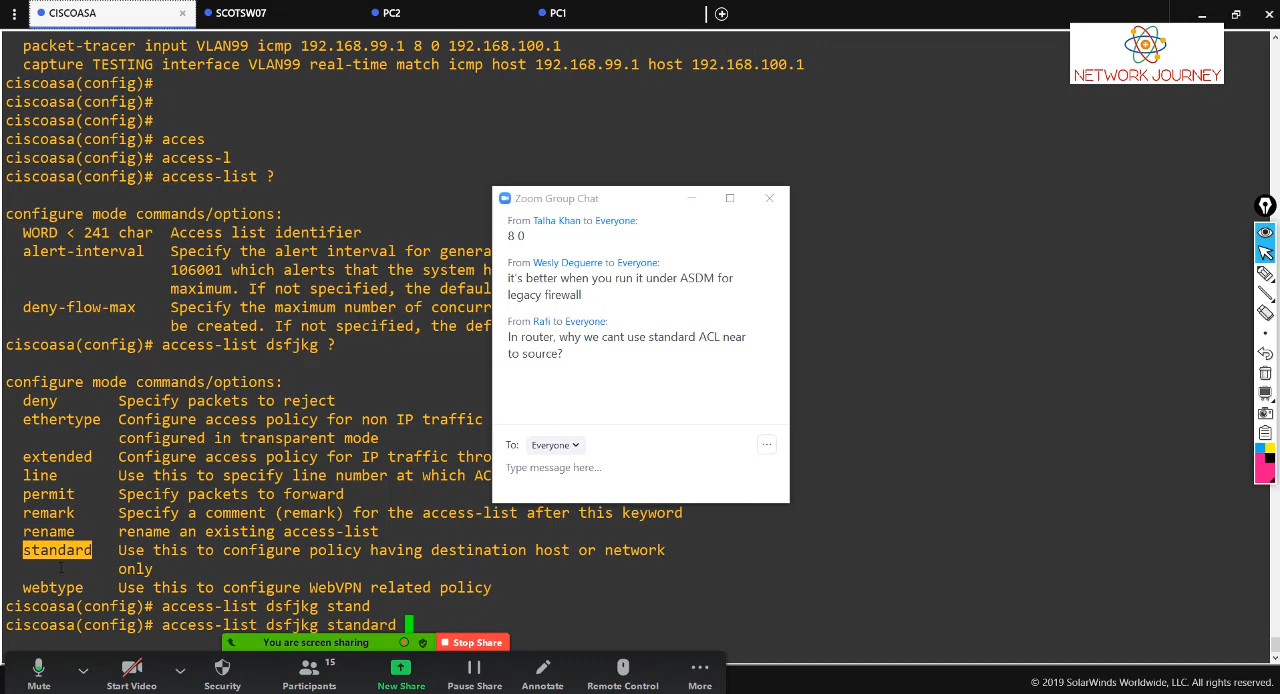 CISCOASA
SCOTSW07
PC2
PC1
packet-tracer input VLAN99 icmp 192.168.99.1 8 0 192.168.100.1
capture TESTING interface VLAN99 real-time match icmp host 192.168.99.1 host 192.168.100.1
ciscoasa(config)#
ciscoasa(config)#
ciscoasa(config)#
ciscoasa(config)# acces
ciscoasa(config)# access-l
ciscoasa(config)# access-list ?
configure mode commands/options:
WORD < 241 char Access list identifier
alert-interval Specify the alert interval for genera
106001 which alerts that the system h
maximum. If not specified, the defaul
deny-flow-max Specify the maximum number of concurr
be created. If not specified, the def
ciscoasa(config)# access-list dsfjkg ?
configure mode commands/options:
deny Specify packets to reject
ethertype Configure access policy for non IP traffic
configured in transparent mode
extended Configure access policy for IP traffic thro
line Use this to specify line number at which AC
permit Specify packets to forward
remark Specify a comment (remark) for the access-list after this keyword
rename rename an existing access-list
standard Use this to configure policy having destination host or network
only
webtype Use this to configure WebVPN related policy
ciscoasa(config)# access-list dsfjkg stand
ciscoasa(config)# access-list dsfjkg standard
NETWORK JOURNEY
Zoom Group Chat
From Talha Khan to Everyone:
8 0
From Wesly Deguerre to Everyone:
it's better when you run it under ASDM for
legacy firewall
From Rafi to Everyone:
In router, why we cant use standard ACL near
to source?
To: Everyone
Type message here...
You are screen sharing
Stop Share
15
Mute
Start Video
Security
Participants
New Share
Pause Share
Annotate
Remote Control
More
© 2019 SolarWinds Worldwide, LLC. All rights reserved.